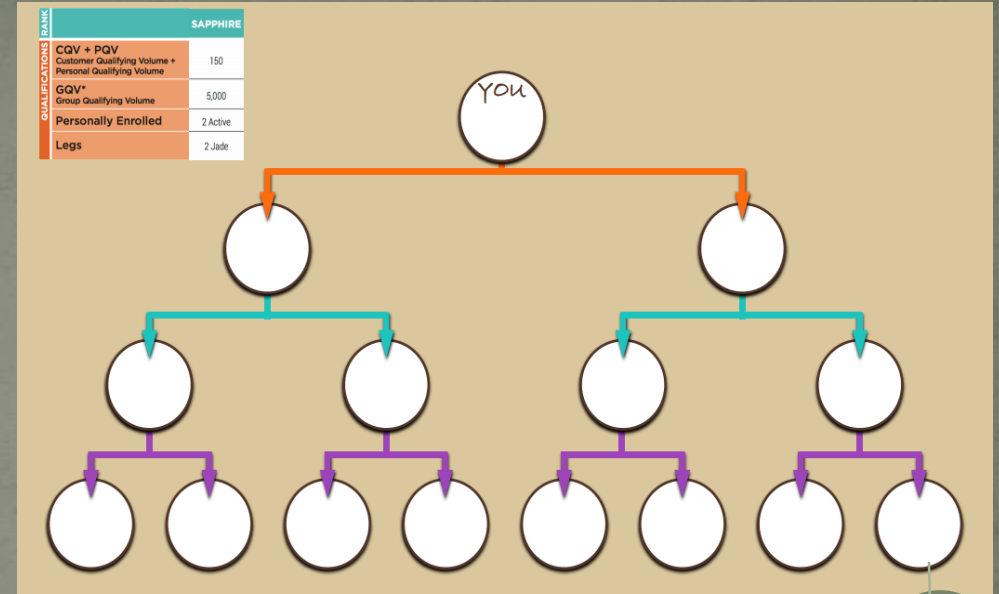 RANK
SAPPHIRE
QUALIFICATIONS
CQV + PQV
Customer Qualifying Volume +
Personal Qualifying Volume
150
GQV*
Group Qualifying Volume
5,000
Personally Enrolled
2 Active
Legs
2 Jade
You